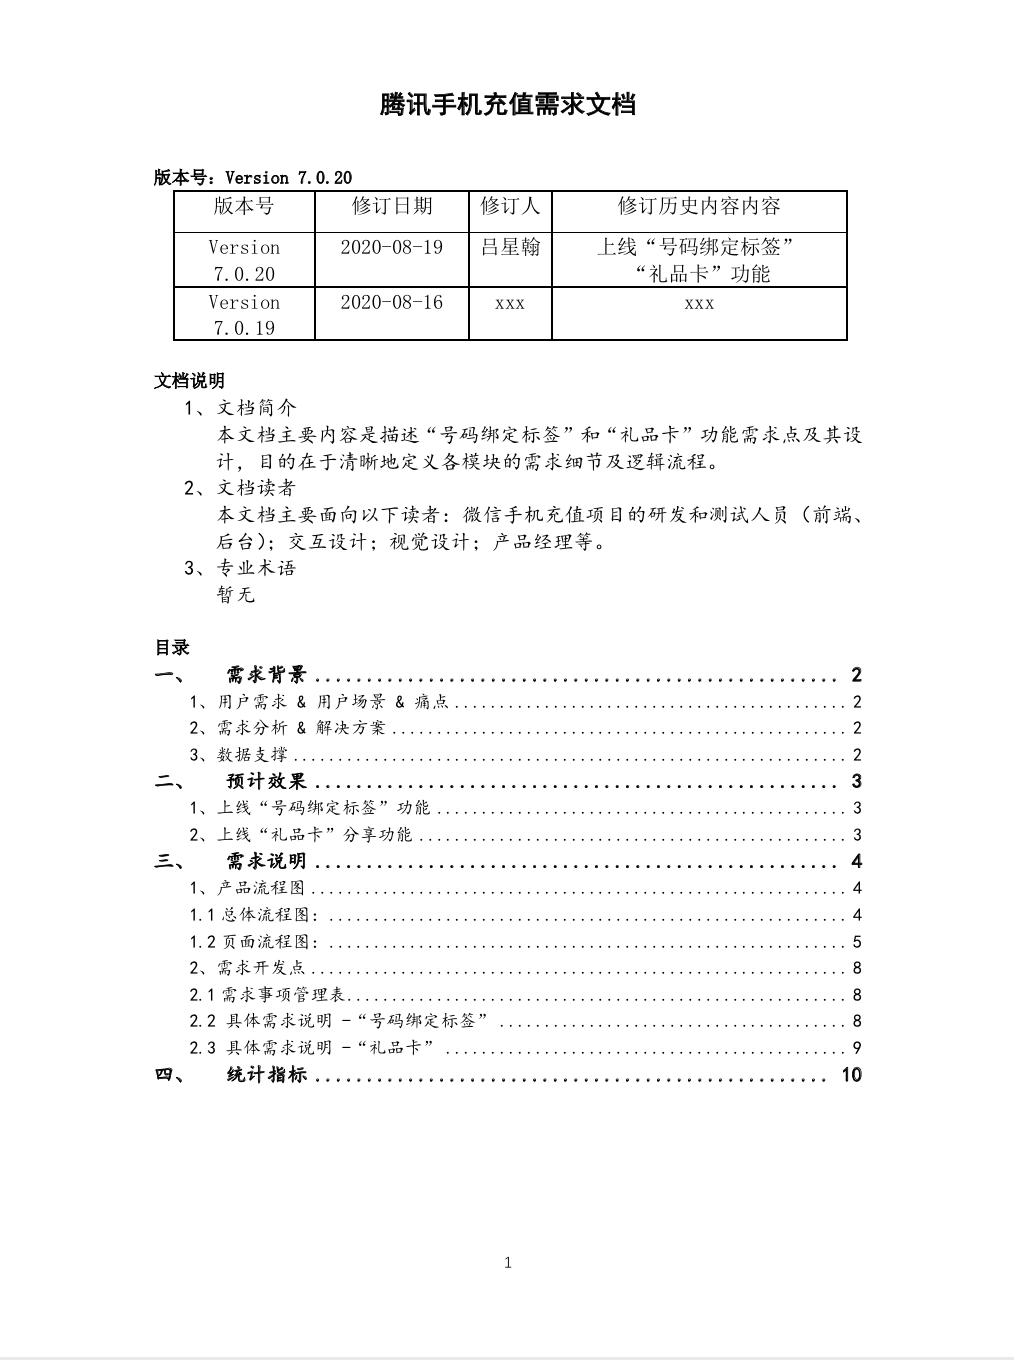 腾讯手机充值需求文档
版本号：Version 7.0.20
版本号 修订日期 修订人 修订历史内容内容
Version 2020-08-19 吕星翰 上线“号码绑定标签”
7.0.20 “礼品卡”功能
Version 2020-08-16 xxx xxx
7.0.19
文档说明
1、文档简介
本文档主要内容是描述“号码绑定标签”和“礼品卡”功能需求点及其设
计，目的在于清晰地定义各模块的需求细节及逻辑流程。
2、文档读者
本文档主要面向以下读者：微信手机充值项目的研发和测试人员（前端、
后台）；交互设计；视觉设计；产品经理等。
3、专业术语
暂无
目录
一、 需求背景 .................................................. 2
1、用户需求 & 用户场景 & 痛点 ............................................ 2
2、需求分析 & 解决方案 ................................................... 2
3、数据支撑 .............................................................. 2
二、 预计效果 .................................................. 3
1、上线“号码绑定标签”功能 .............................................. 3
2、上线“礼品卡”分享功能 ................................................ 3
三、 需求说明 .................................................. 4
1、产品流程图 ............................................................ 4
1.1 总体流程图： .......................................................... 4
1.2 页面流程图： .......................................................... 5
2、需求开发点 ............................................................ 8
2.1 需求事项管理表 ........................................................ 8
2.2 具体需求说明 -“号码绑定标签” ....................................... 8
2.3 具体需求说明 -“礼品卡” ............................................. 9
四、 统计指标 ................................................. 10
1